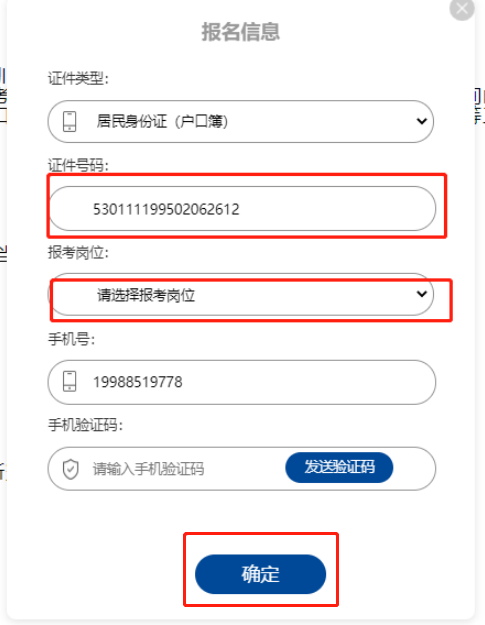 报名信息
证件类型：
居民身份证（户口簿）
证件号码：
530111199502062612
报考岗位：
请选择报考岗位
手机号：
19988519778
手机验证码：
请输入手机验证码
发送验证码
确定